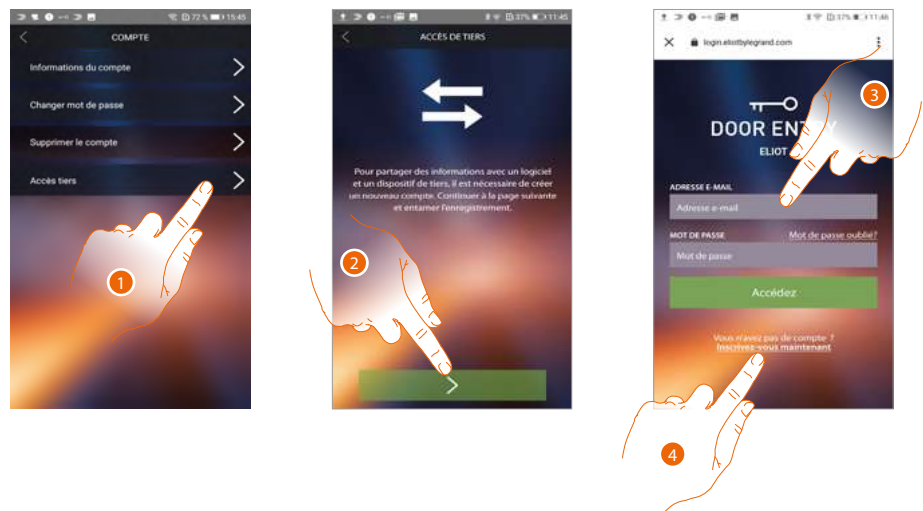 72 % 15:45
COMPTE
Informations du compte
Changer mot de passe
Supprimer le compte
Accès tiers
1
37% 11:45
ACCÈS DE TIERS
Pour partager des informations avec un logiciel
et un dispositif de tiers, il est nécessaire de créer
un nouveau compte. Continuer à la page suivante
et entamer l'enregistrement.
2
37% 11:46
login.eliotbylegrand.com
3
DOOR ENTRY
ELIOT
ADRESSE E-MAIL
Adresse e-mail
MOT DE PASSE Mot de passe oublié?
Mot de passe
Accédez
Vous n'avez pas de compte ?
Inscrivez-vous maintenant
4